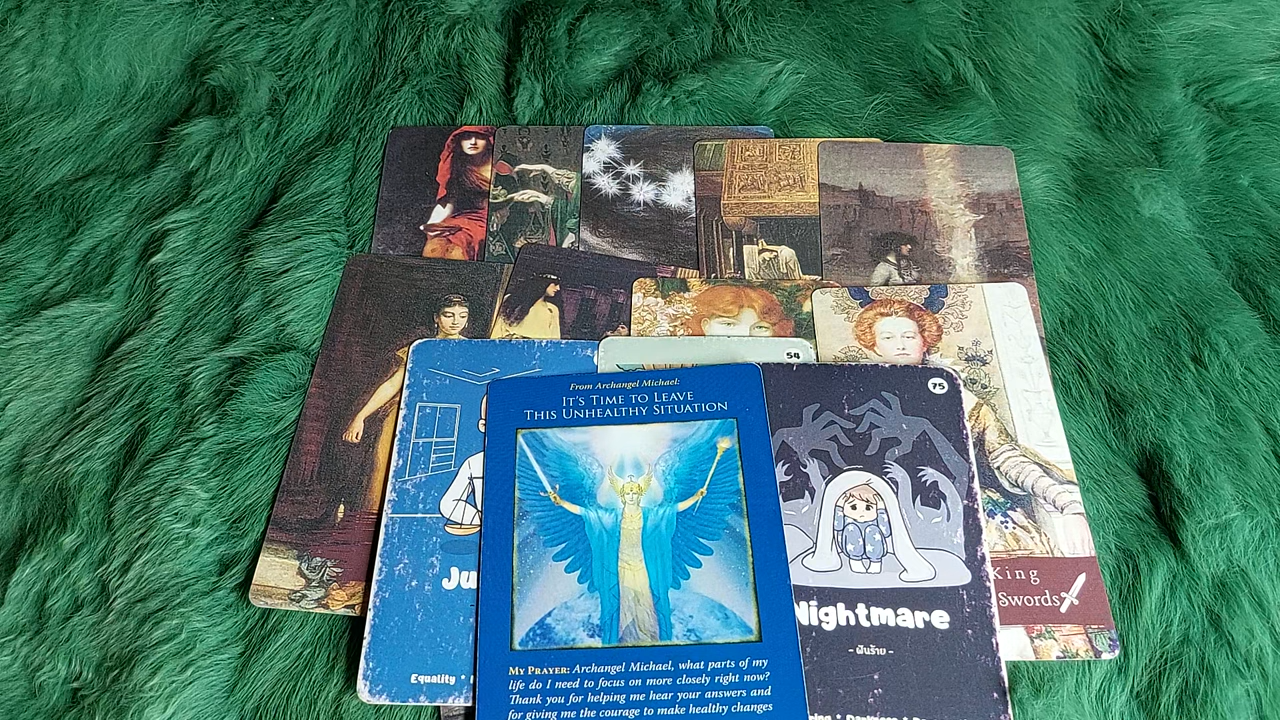 54
From Archangel Michael:
IT'S TIME TO LEAVE
THIS UNHEALTHY SITUATION
75
King
Swords
Nightmare
- ฝันร้าย -
Equality
MY PRAYER: Archangel Michael, what parts of my
life do I need to focus on more closely right now?
Thank you for helping me hear your answers and
for giving me the courage to make healthy changes